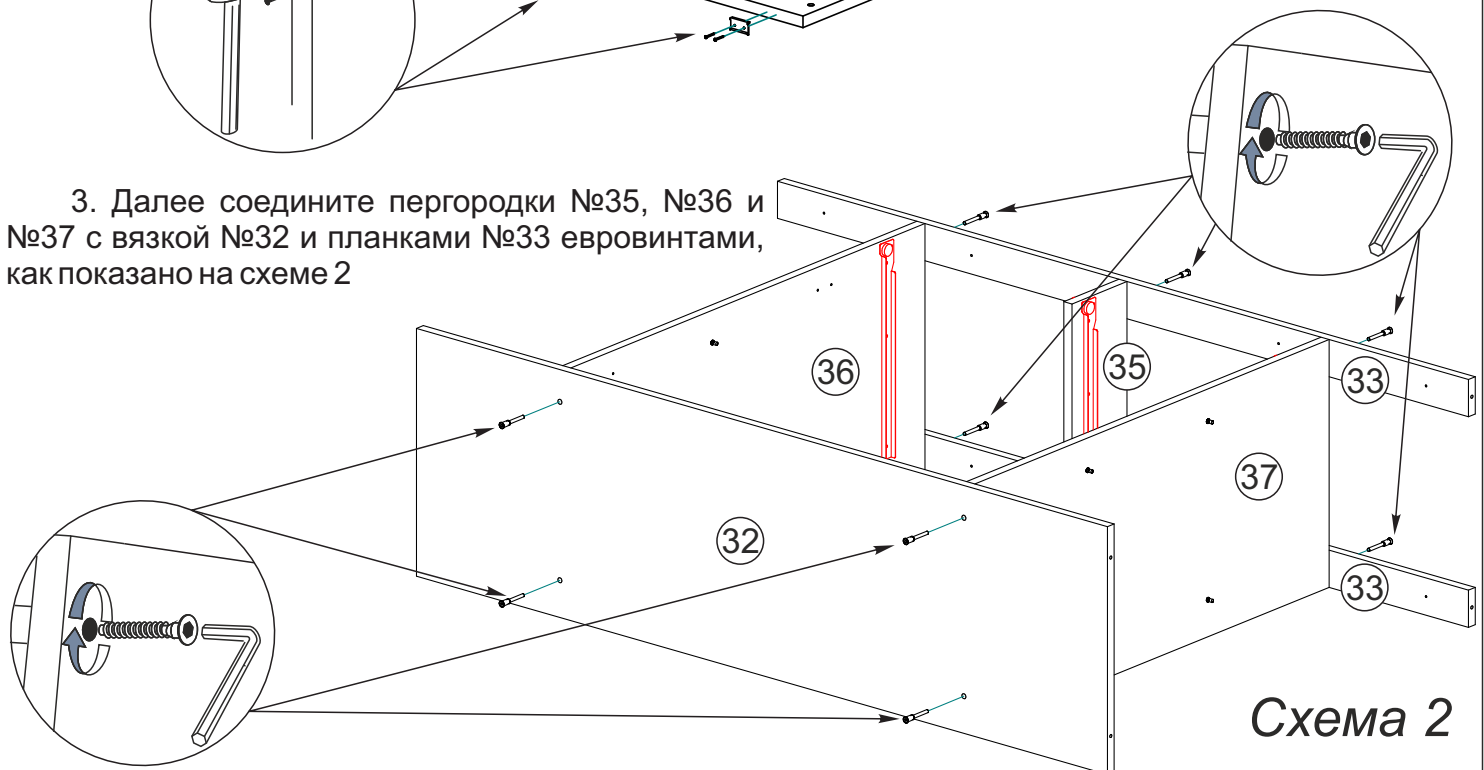 3. Далее соедините пергородки №35, №36 и
№37 с вязкой №32 и планками №33 евровинтами,
как показано на схеме 2
36
35
33
37
32
33
Схема 2